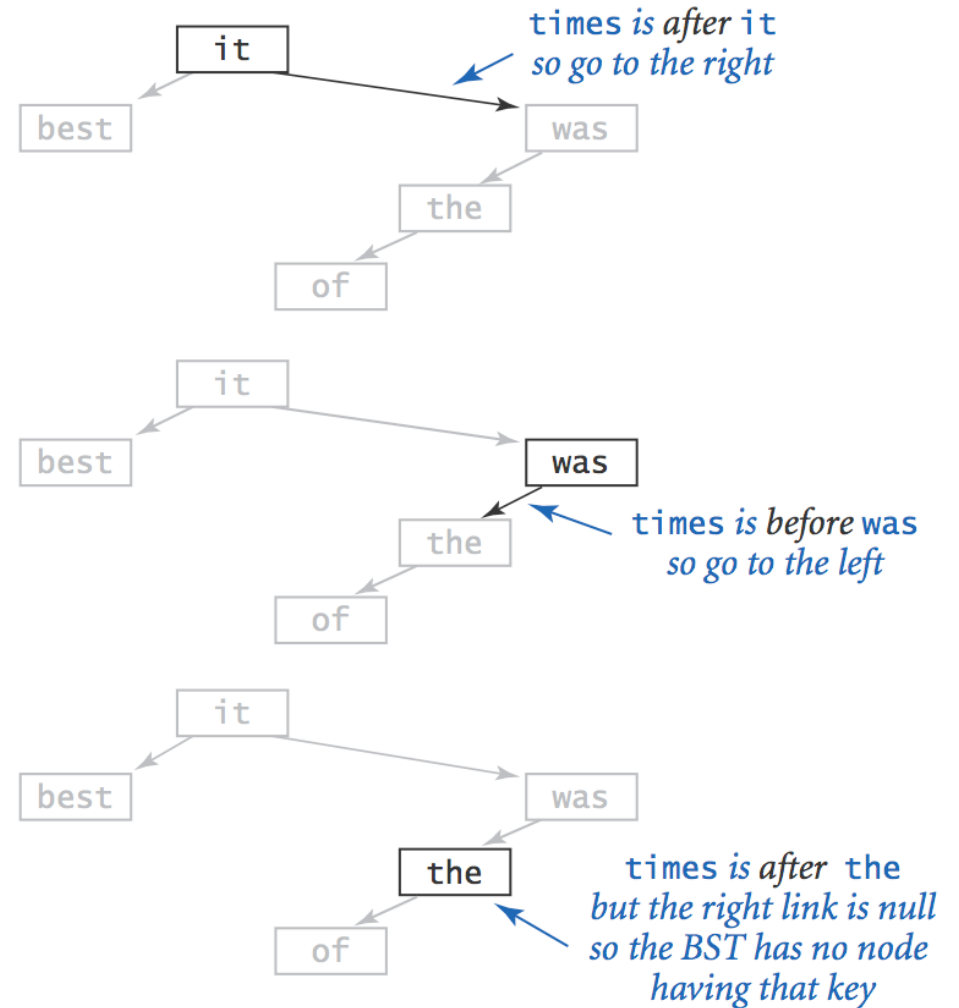 times is after it
so go to the right
it
best
was
the
of
it
best
was
times is before was
so go to the left
the
of
it
best
was
the
times is after the
but the right link is null
so the BST has no node
having that key
of